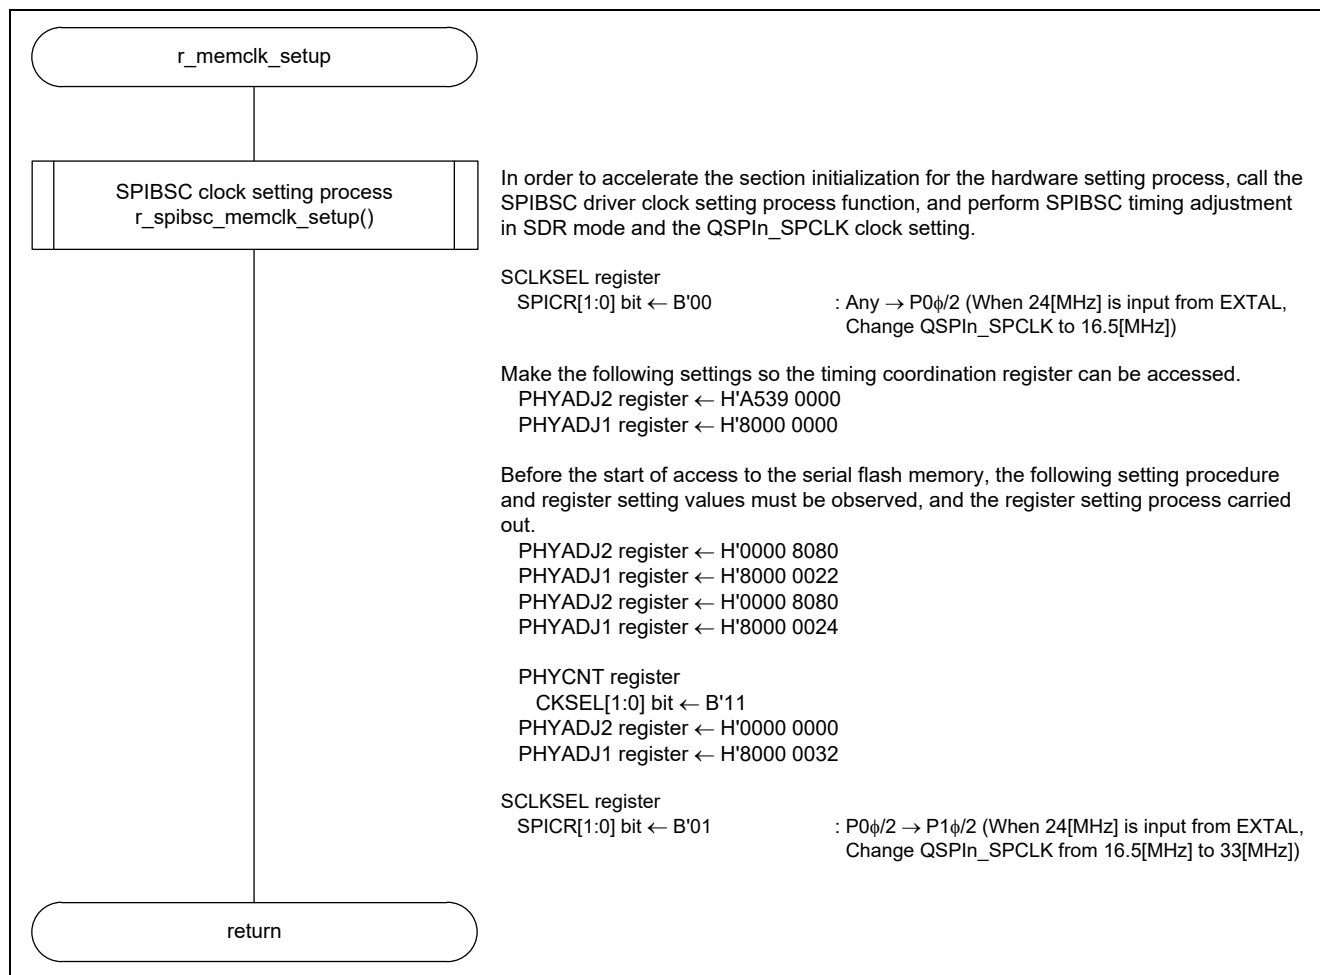 r_memclk_setup
SPIBSC clock setting process
r_spibsc_memclk_setup()
In order to accelerate the section initialization for the hardware setting process, call the
SPIBSC driver clock setting process function, and perform SPIBSC timing adjustment
in SDR mode and the QSPIn_SPCLK clock setting.
SCLKSEL register
SPICR[1:0] bit ← B'00 : Any → P0ϕ/2 (When 24[MHz] is input from EXTAL,
Change QSPIn_SPCLK to 16.5[MHz])
Make the following settings so the timing coordination register can be accessed.
PHYADJ2 register ← H'A539 0000
PHYADJ1 register ← H'8000 0000
Before the start of access to the serial flash memory, the following setting procedure
and register setting values must be observed, and the register setting process carried
out.
PHYADJ2 register ← H'0000 8080
PHYADJ1 register ← H'8000 0022
PHYADJ2 register ← H'0000 8080
PHYADJ1 register ← H'8000 0024
PHYCNT register
CKSEL[1:0] bit ← B'11
PHYADJ2 register ← H'0000 0000
PHYADJ1 register ← H'8000 0032
SCLKSEL register
SPICR[1:0] bit ← B'01 : P0ϕ/2 → P1ϕ/2 (When 24[MHz] is input from EXTAL,
Change QSPIn_SPCLK from 16.5[MHz] to 33[MHz])
return